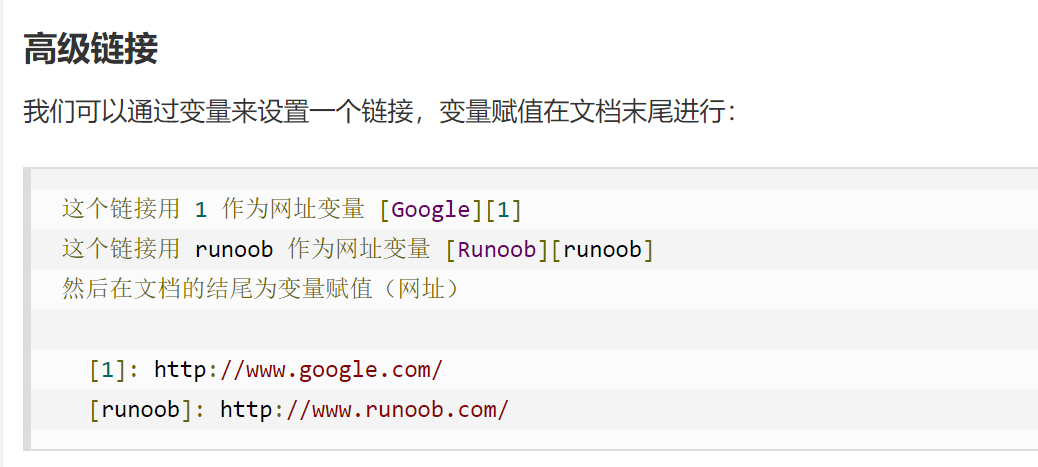 高级链接
我们可以通过变量来设置一个链接，变量赋值在文档末尾进行：
这个链接用 1 作为网址变量 [Google][1]
这个链接用 runoob 作为网址变量 [Runoob][runoob]
然后在文档的结尾为变量赋值（网址）
[1]: http://www.google.com/
[runoob]: http://www.runoob.com/